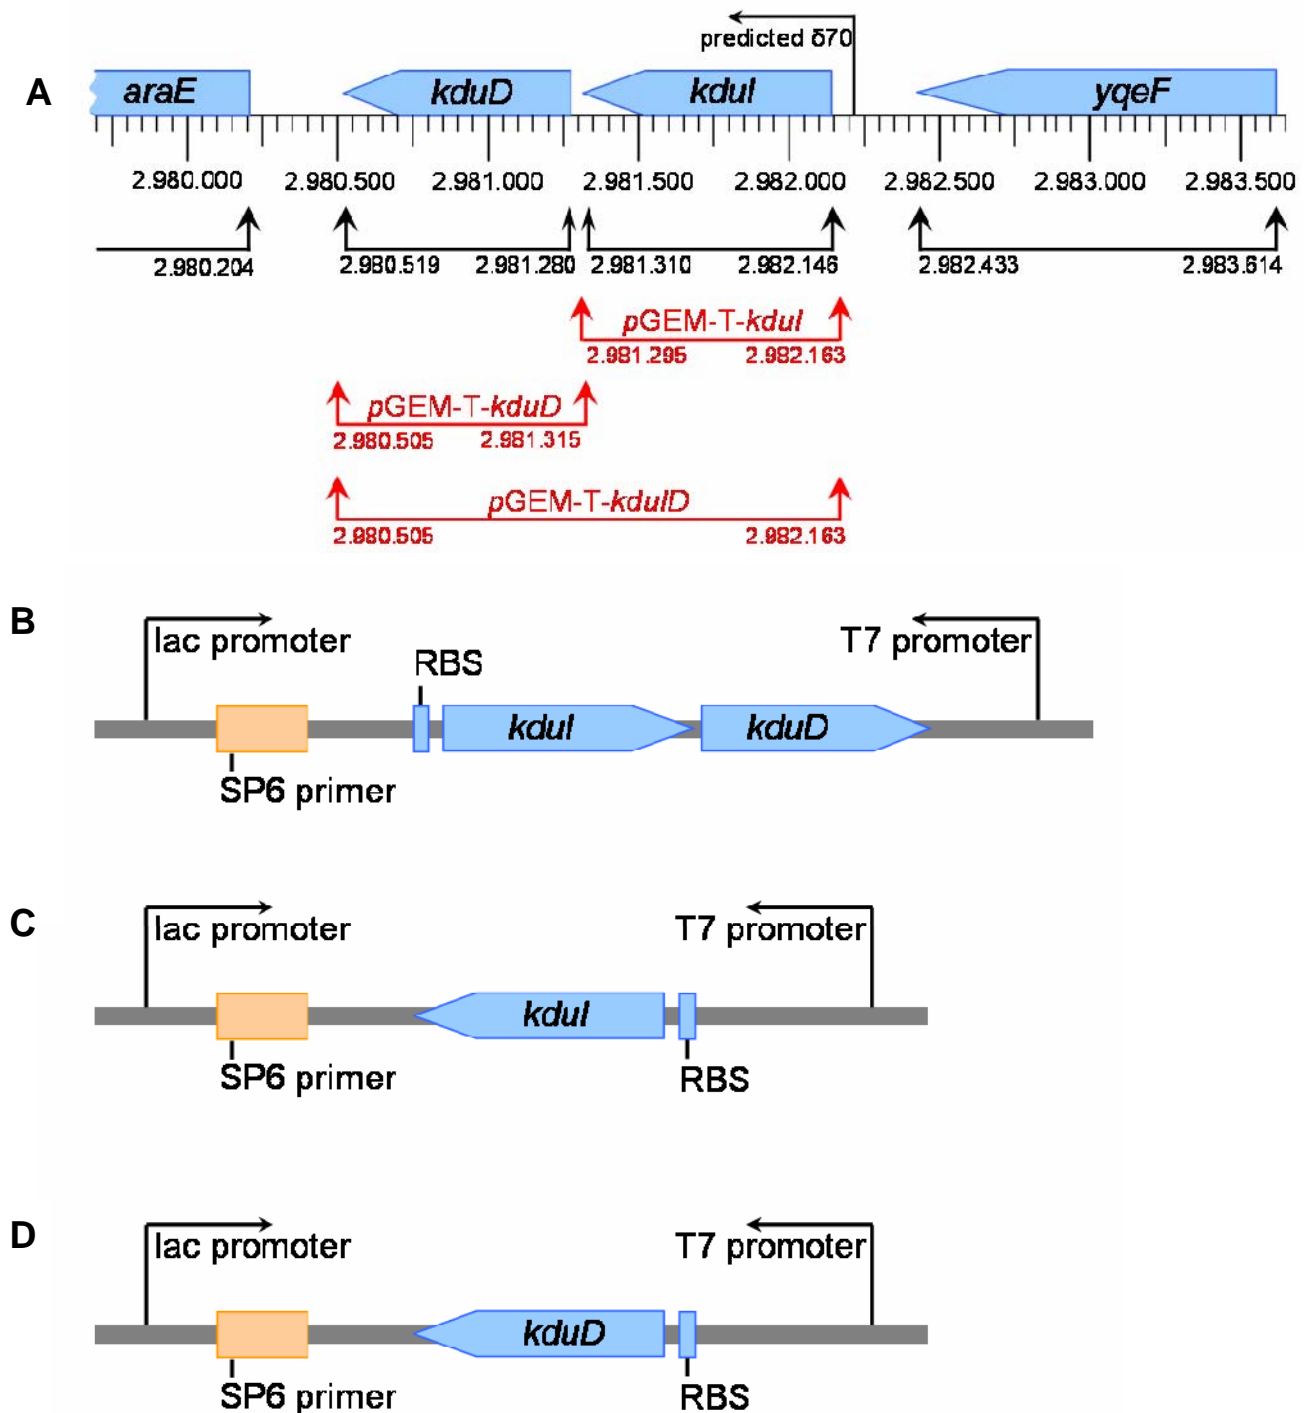 predicted δ70
A
araE
kduD
kduI
yqeF
2.980.000 2.980.500 2.981.000 2.981.500 2.982.000 2.982.500 2.983.000 2.983.500
2.980.204 2.980.519 2.981.280 2.981.310 2.982.146 2.982.433 2.983.614
pGEM-T-kduI
2.981.295 2.982.163
pGEM-T-kduD
2.980.505 2.981.315
pGEM-T-kduID
2.980.505 2.982.163
B
lac promoter
T7 promoter
RBS
kduI
kduD
SP6 primer
C
lac promoter
T7 promoter
kduI
SP6 primer
RBS
D
lac promoter
T7 promoter
kduD
SP6 primer
RBS